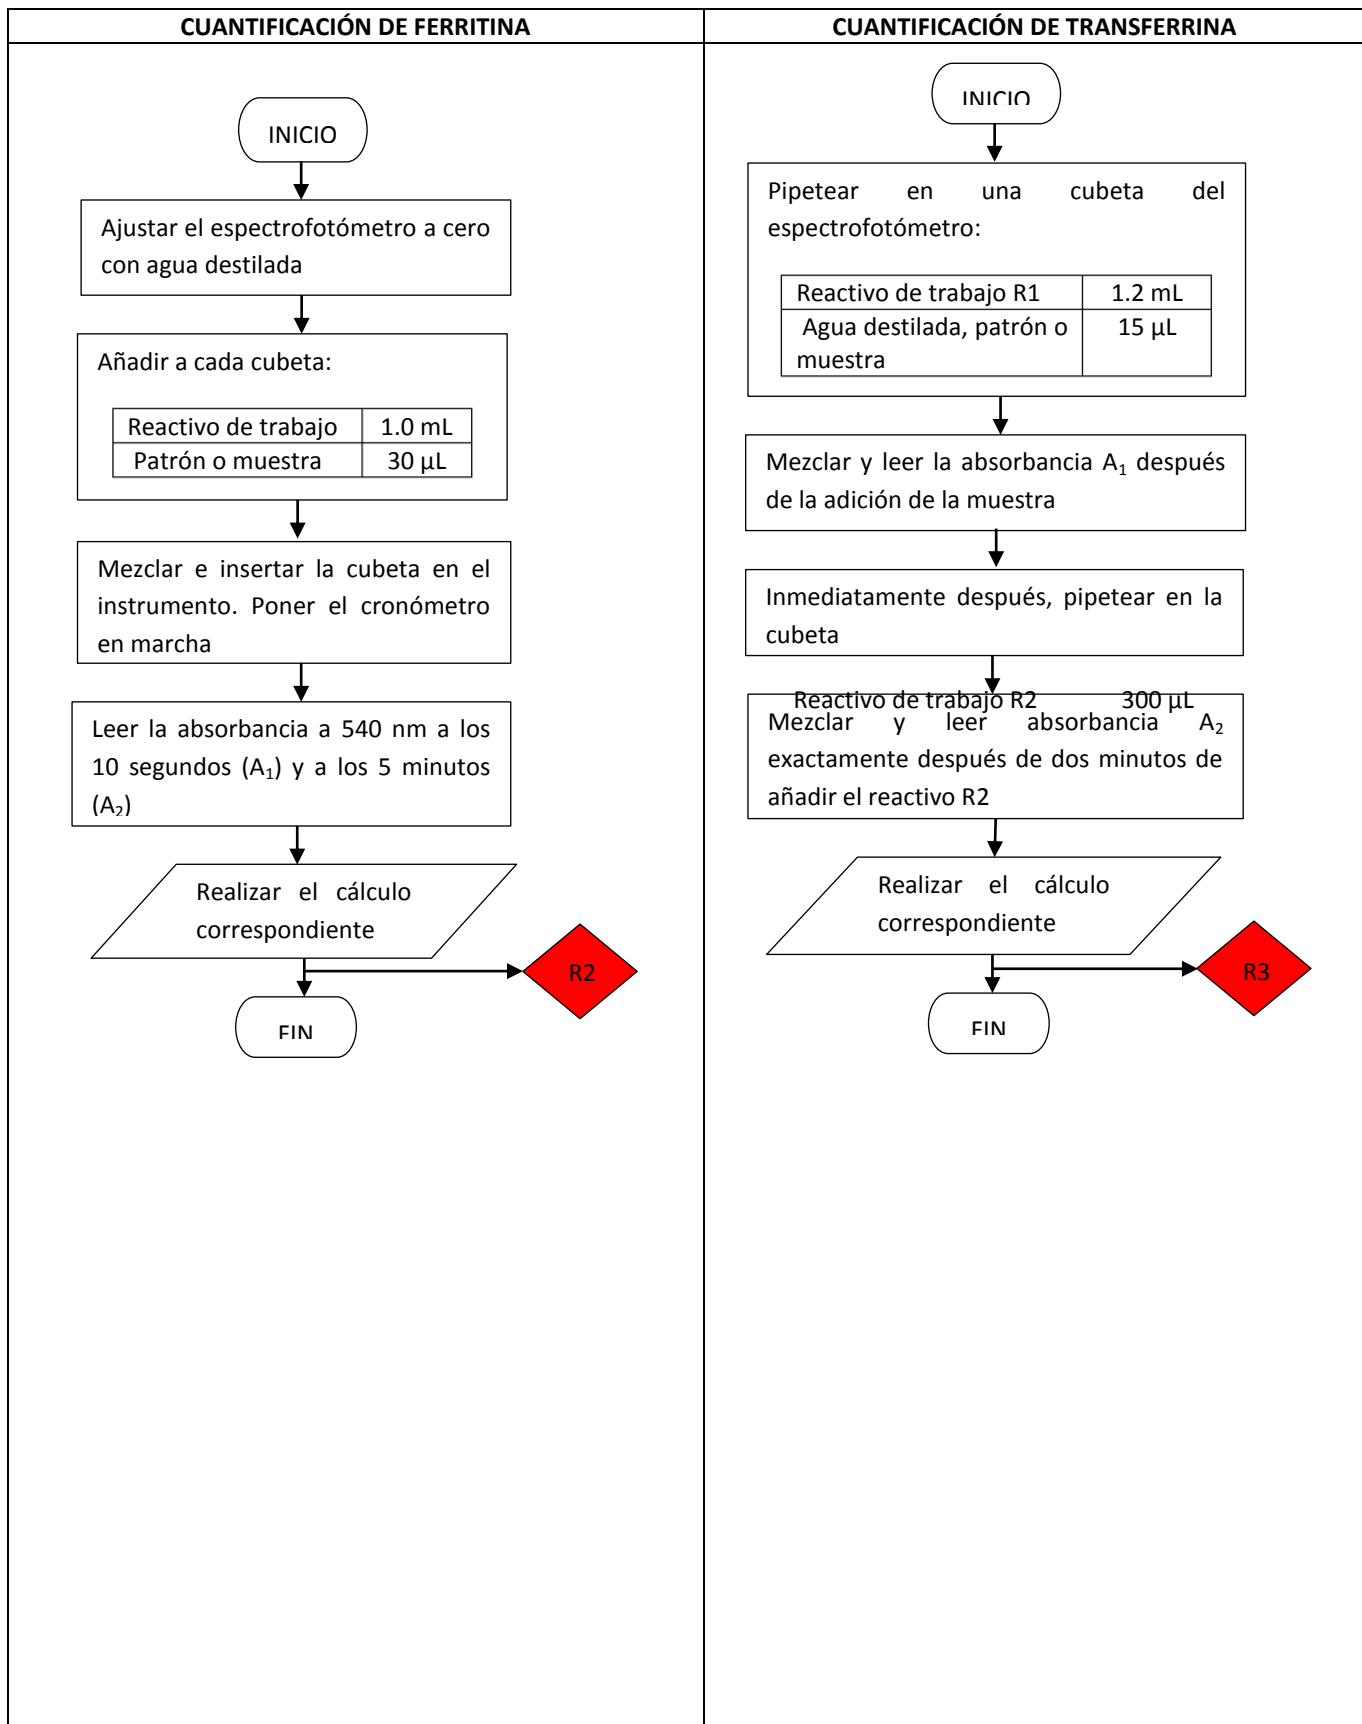 CUANTIFICACIÓN DE FERRITINA
INICIO
Ajustar el espectrofotómetro a cero
con agua destilada
Añadir a cada cubeta:
Reactivo de trabajo 1.0 mL
Patrón o muestra 30 µL
Mezclar e insertar la cubeta en el
instrumento. Poner el cronómetro
en marcha
Leer la absorbancia a 540 nm a los
10 segundos (A₁) y a los 5 minutos
(A₂)
Realizar el cálculo
correspondiente
R2
FIN
CUANTIFICACIÓN DE TRANSFERRINA
INICIO
Pipetear en una cubeta del
espectrofotómetro:
Reactivo de trabajo R1 1.2 mL
Agua destilada, patrón o 15 µL
muestra
Mezclar y leer la absorbancia A₁ después
de la adición de la muestra
Inmediatamente después, pipetear en la
cubeta
Reactivo de trabajo R2 300 µL
Mezclar y leer absorbancia A₂
exactamente después de dos minutos de
añadir el reactivo R2
Realizar el cálculo
correspondiente
R3
FIN